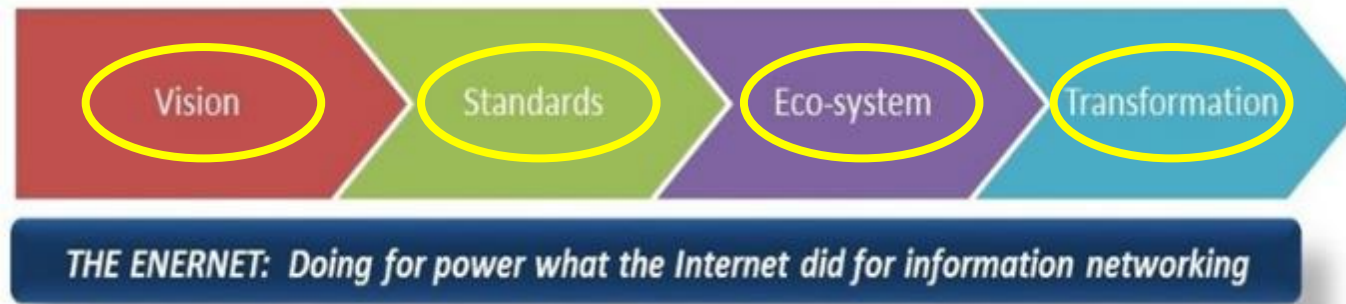 Vision
Standards
Eco-system
Transformation
THE ENERNET: Doing for power what the Internet did for information networking